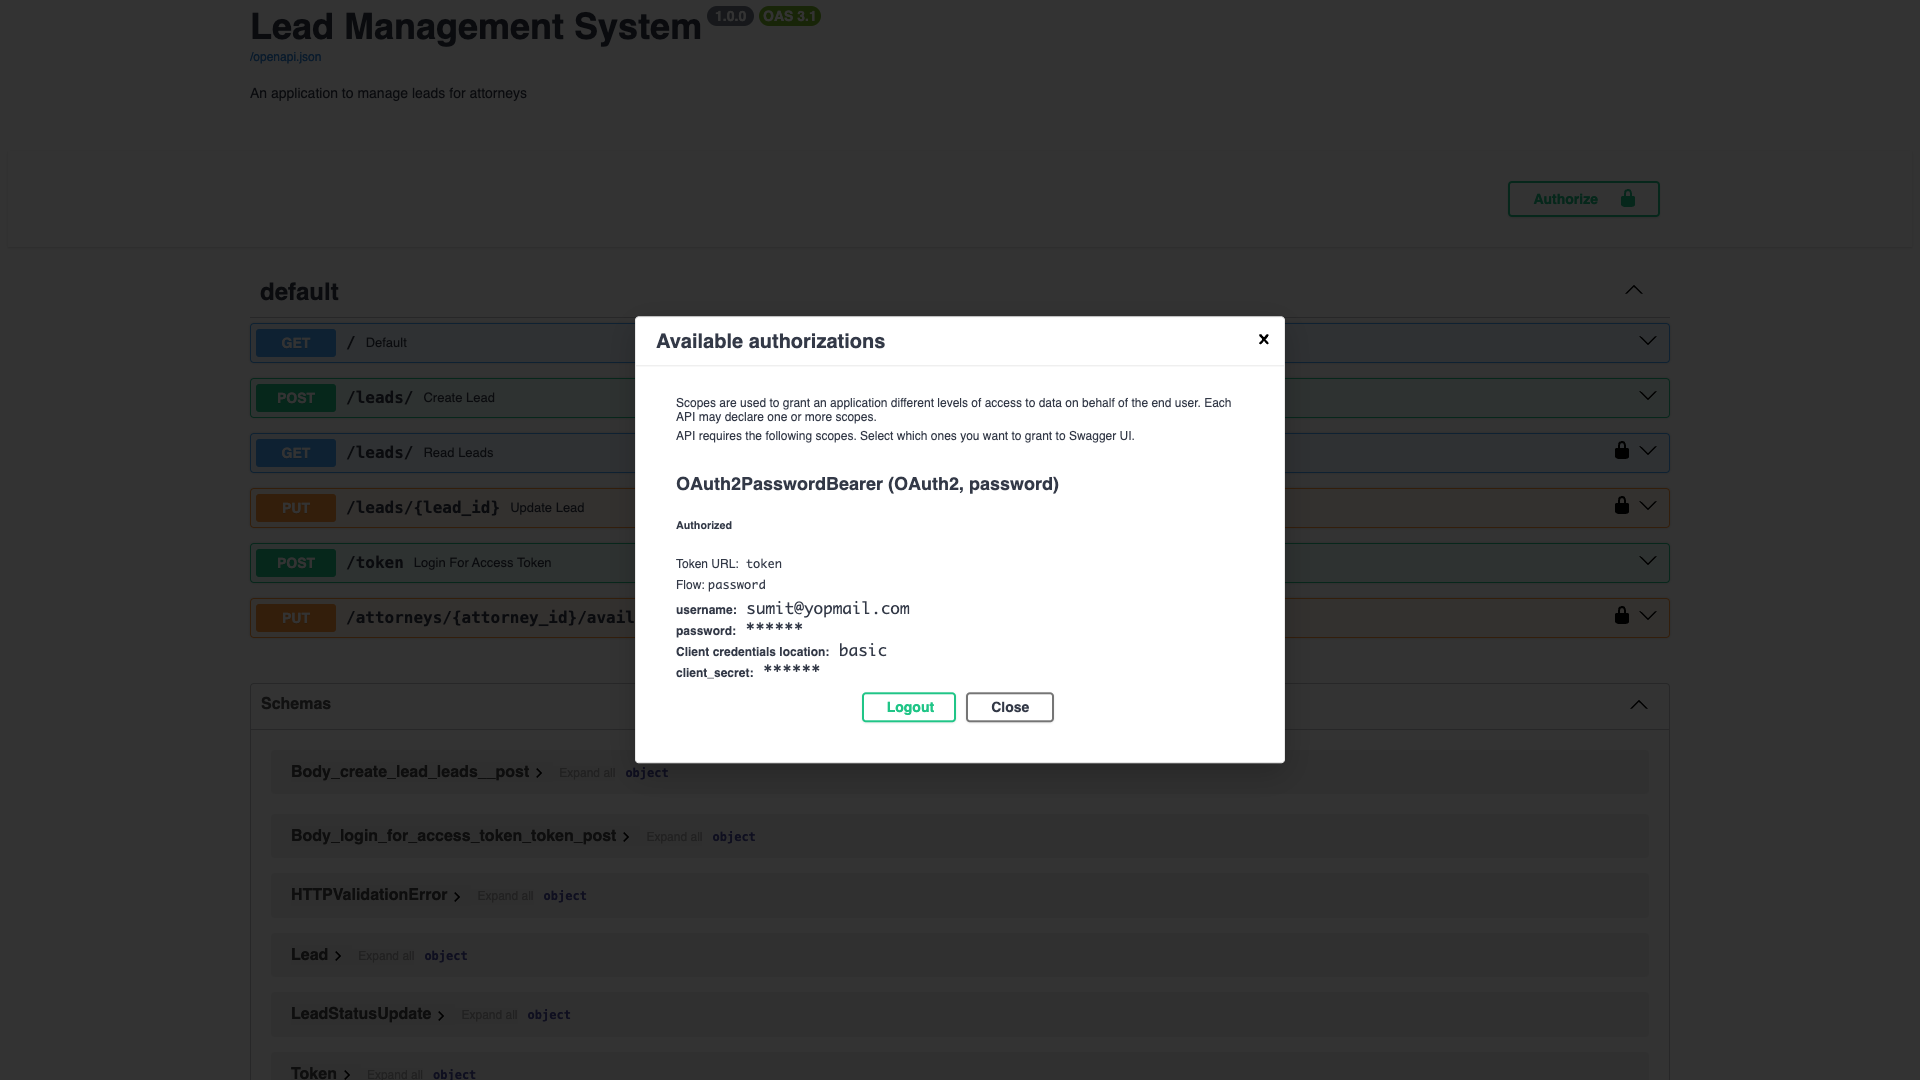 Lead Management System 1.0.0 OAS 3.1
/openapi.json
An application to manage leads for attorneys
Authorize
default
GET / Default
POST /leads/ Create Lead
GET /leads/ Read Leads
PUT /leads/{lead_id} Update Lead
POST /token Login For Access Token
PUT /attorneys/{attorney_id}/avail
Available authorizations
Scopes are used to grant an application different levels of access to data on behalf of the end user. Each
API may declare one or more scopes.
API requires the following scopes. Select which ones you want to grant to Swagger UI.
OAuth2PasswordBearer (OAuth2, password)
Authorized
Token URL: token
Flow: password
username: sumit@yopmail.com
password: ******
Client credentials location: basic
client_secret: ******
Logout Close
Schemas
Body_create_lead_leads__post Expand all object
Body_login_for_access_token_token_post Expand all object
HTTPValidationError Expand all object
Lead Expand all object
LeadStatusUpdate Expand all object
Token Expand all object